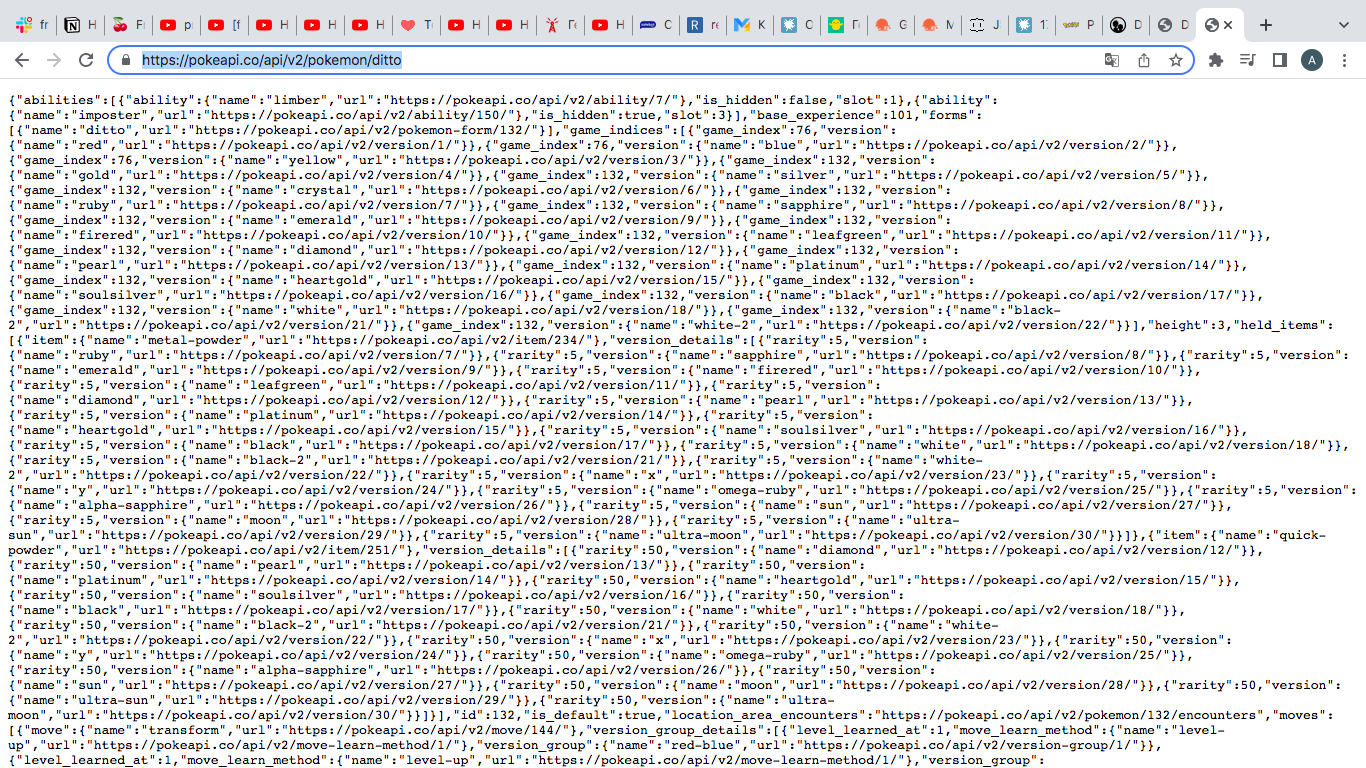 fr
H
Fr
pr
[f
H
H
H
To
H
H
Ге
H
C
re
K
C
Г
G
M
J
17
P
D
D
https://pokeapi.co/api/v2/pokemon/ditto
A
{"abilities":[{"ability":{"name":"limber","url":"https://pokeapi.co/api/v2/ability/7/"},"is_hidden":false,"slot":1},{"ability":
{"name":"imposter","url":"https://pokeapi.co/api/v2/ability/150/"},"is_hidden":true,"slot":3}],"base_experience":101,"forms":
[{"name":"ditto","url":"https://pokeapi.co/api/v2/pokemon-form/132/"}],"game_indices":[{"game_index":76,"version":
{"name":"red","url":"https://pokeapi.co/api/v2/version/1/"}},{"game_index":76,"version":{"name":"blue","url":"https://pokeapi.co/api/v2/version/2/"}},
{"game_index":76,"version":{"name":"yellow","url":"https://pokeapi.co/api/v2/version/3/"}},{"game_index":132,"version":
{"name":"gold","url":"https://pokeapi.co/api/v2/version/4/"}},{"game_index":132,"version":{"name":"silver","url":"https://pokeapi.co/api/v2/version/5/"}},
{"game_index":132,"version":{"name":"crystal","url":"https://pokeapi.co/api/v2/version/6/"}},{"game_index":132,"version":
{"name":"ruby","url":"https://pokeapi.co/api/v2/version/7/"}},{"game_index":132,"version":{"name":"sapphire","url":"https://pokeapi.co/api/v2/version/8/"}},
{"game_index":132,"version":{"name":"emerald","url":"https://pokeapi.co/api/v2/version/9/"}},{"game_index":132,"version":
{"name":"firered","url":"https://pokeapi.co/api/v2/version/10/"}},{"game_index":132,"version":{"name":"leafgreen","url":"https://pokeapi.co/api/v2/version/11/"}},
{"game_index":132,"version":{"name":"diamond","url":"https://pokeapi.co/api/v2/version/12/"}},{"game_index":132,"version":
{"name":"pearl","url":"https://pokeapi.co/api/v2/version/13/"}},{"game_index":132,"version":{"name":"platinum","url":"https://pokeapi.co/api/v2/version/14/"}},
{"game_index":132,"version":{"name":"heartgold","url":"https://pokeapi.co/api/v2/version/15/"}},{"game_index":132,"version":
{"name":"soulsilver","url":"https://pokeapi.co/api/v2/version/16/"}},{"game_index":132,"version":{"name":"black","url":"https://pokeapi.co/api/v2/version/17/"}},
{"game_index":132,"version":{"name":"white","url":"https://pokeapi.co/api/v2/version/18/"}},{"game_index":132,"version":{"name":"black-
2","url":"https://pokeapi.co/api/v2/version/21/"}},{"game_index":132,"version":{"name":"white-2","url":"https://pokeapi.co/api/v2/version/22/"}}],"height":3,"held_items":
[{"item":{"name":"metal-powder","url":"https://pokeapi.co/api/v2/item/234/"},"version_details":[{"rarity":5,"version":
{"name":"ruby","url":"https://pokeapi.co/api/v2/version/7/"}},{"rarity":5,"version":{"name":"sapphire","url":"https://pokeapi.co/api/v2/version/8/"}},{"rarity":5,"version":
{"name":"emerald","url":"https://pokeapi.co/api/v2/version/9/"}},{"rarity":5,"version":{"name":"firered","url":"https://pokeapi.co/api/v2/version/10/"}},
{"rarity":5,"version":{"name":"leafgreen","url":"https://pokeapi.co/api/v2/version/11/"}},{"rarity":5,"version":
{"name":"diamond","url":"https://pokeapi.co/api/v2/version/12/"}},{"rarity":5,"version":{"name":"pearl","url":"https://pokeapi.co/api/v2/version/13/"}},
{"rarity":5,"version":{"name":"platinum","url":"https://pokeapi.co/api/v2/version/14/"}},{"rarity":5,"version":
{"name":"heartgold","url":"https://pokeapi.co/api/v2/version/15/"}},{"rarity":5,"version":{"name":"soulsilver","url":"https://pokeapi.co/api/v2/version/16/"}},
{"rarity":5,"version":{"name":"black","url":"https://pokeapi.co/api/v2/version/17/"}},{"rarity":5,"version":{"name":"white","url":"https://pokeapi.co/api/v2/version/18/"}},
{"rarity":5,"version":{"name":"black-2","url":"https://pokeapi.co/api/v2/version/21/"}},{"rarity":5,"version":{"name":"white-
2","url":"https://pokeapi.co/api/v2/version/22/"}},{"rarity":5,"version":{"name":"x","url":"https://pokeapi.co/api/v2/version/23/"}},{"rarity":5,"version":
{"name":"y","url":"https://pokeapi.co/api/v2/version/24/"}},{"rarity":5,"version":{"name":"omega-ruby","url":"https://pokeapi.co/api/v2/version/25/"}},{"rarity":5,"version":
{"name":"alpha-sapphire","url":"https://pokeapi.co/api/v2/version/26/"}},{"rarity":5,"version":{"name":"sun","url":"https://pokeapi.co/api/v2/version/27/"}},
{"rarity":5,"version":{"name":"moon","url":"https://pokeapi.co/api/v2/version/28/"}},{"rarity":5,"version":{"name":"ultra-
sun","url":"https://pokeapi.co/api/v2/version/29/"}},{"rarity":5,"version":{"name":"ultra-moon","url":"https://pokeapi.co/api/v2/version/30/"}}]},{"item":{"name":"quick-
powder","url":"https://pokeapi.co/api/v2/item/251/"},"version_details":[{"rarity":50,"version":{"name":"diamond","url":"https://pokeapi.co/api/v2/version/12/"}},
{"rarity":50,"version":{"name":"pearl","url":"https://pokeapi.co/api/v2/version/13/"}},{"rarity":50,"version":
{"name":"platinum","url":"https://pokeapi.co/api/v2/version/14/"}},{"rarity":50,"version":{"name":"heartgold","url":"https://pokeapi.co/api/v2/version/15/"}},
{"rarity":50,"version":{"name":"soulsilver","url":"https://pokeapi.co/api/v2/version/16/"}},{"rarity":50,"version":
{"name":"black","url":"https://pokeapi.co/api/v2/version/17/"}},{"rarity":50,"version":{"name":"white","url":"https://pokeapi.co/api/v2/version/18/"}},
{"rarity":50,"version":{"name":"black-2","url":"https://pokeapi.co/api/v2/version/21/"}},{"rarity":50,"version":{"name":"white-
2","url":"https://pokeapi.co/api/v2/version/22/"}},{"rarity":50,"version":{"name":"x","url":"https://pokeapi.co/api/v2/version/23/"}},{"rarity":50,"version":
{"name":"y","url":"https://pokeapi.co/api/v2/version/24/"}},{"rarity":50,"version":{"name":"omega-ruby","url":"https://pokeapi.co/api/v2/version/25/"}},
{"rarity":50,"version":{"name":"alpha-sapphire","url":"https://pokeapi.co/api/v2/version/26/"}},{"rarity":50,"version":
{"name":"sun","url":"https://pokeapi.co/api/v2/version/27/"}},{"rarity":50,"version":{"name":"moon","url":"https://pokeapi.co/api/v2/version/28/"}},{"rarity":50,"version":
{"name":"ultra-sun","url":"https://pokeapi.co/api/v2/version/29/"}},{"rarity":50,"version":{"name":"ultra-
moon","url":"https://pokeapi.co/api/v2/version/30/"}}]}],"id":132,"is_default":true,"location_area_encounters":"https://pokeapi.co/api/v2/pokemon/132/encounters","moves":
[{"move":{"name":"transform","url":"https://pokeapi.co/api/v2/move/144/"},"version_group_details":[{"level_learned_at":1,"move_learn_method":{"name":"level-
up","url":"https://pokeapi.co/api/v2/move-learn-method/1/"},"version_group":{"name":"red-blue","url":"https://pokeapi.co/api/v2/version-group/1/"}},
{"level_learned_at":1,"move_learn_method":{"name":"level-up","url":"https://pokeapi.co/api/v2/move-learn-method/1/"},"version_group":